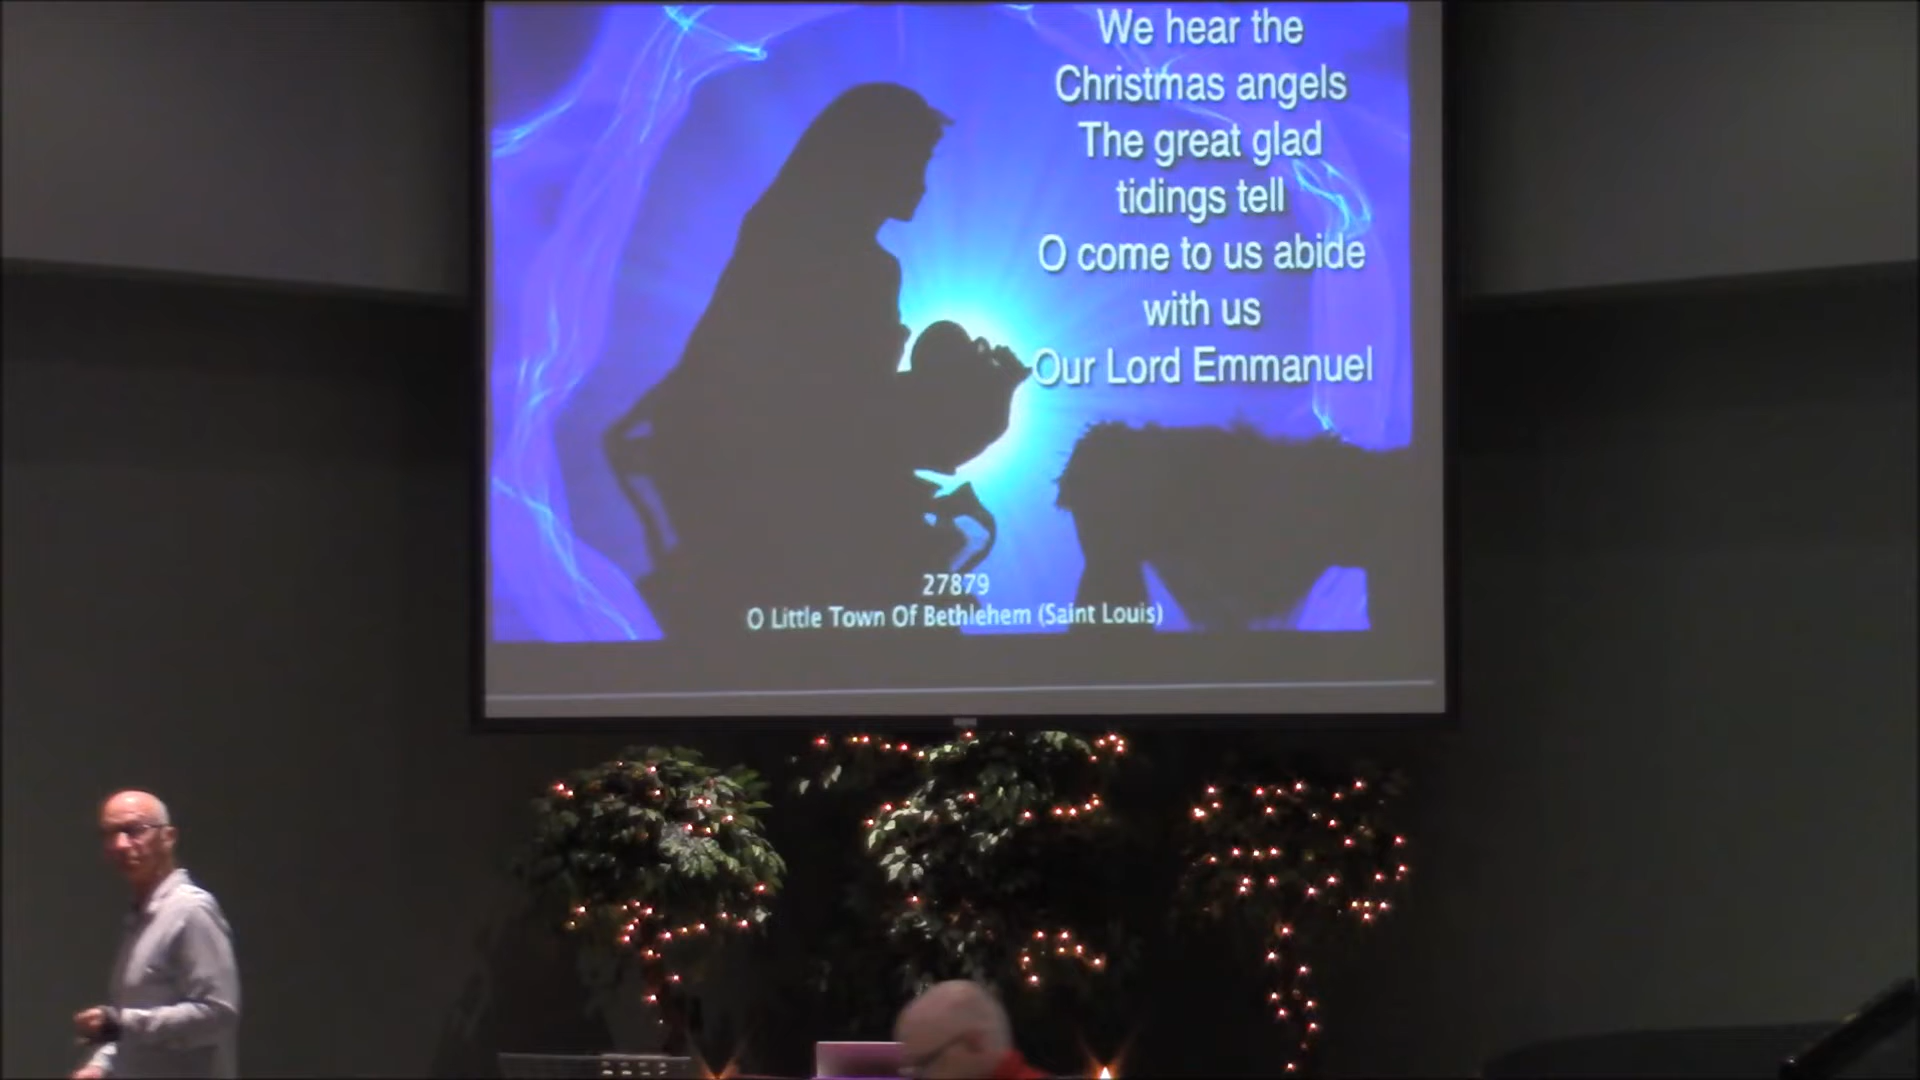 We hear the
Christmas angels
The great glad
tidings tell
O come to us abide
with us
Our Lord Emmanuel
27879
O Little Town Of Bethlehem (Saint Louis)